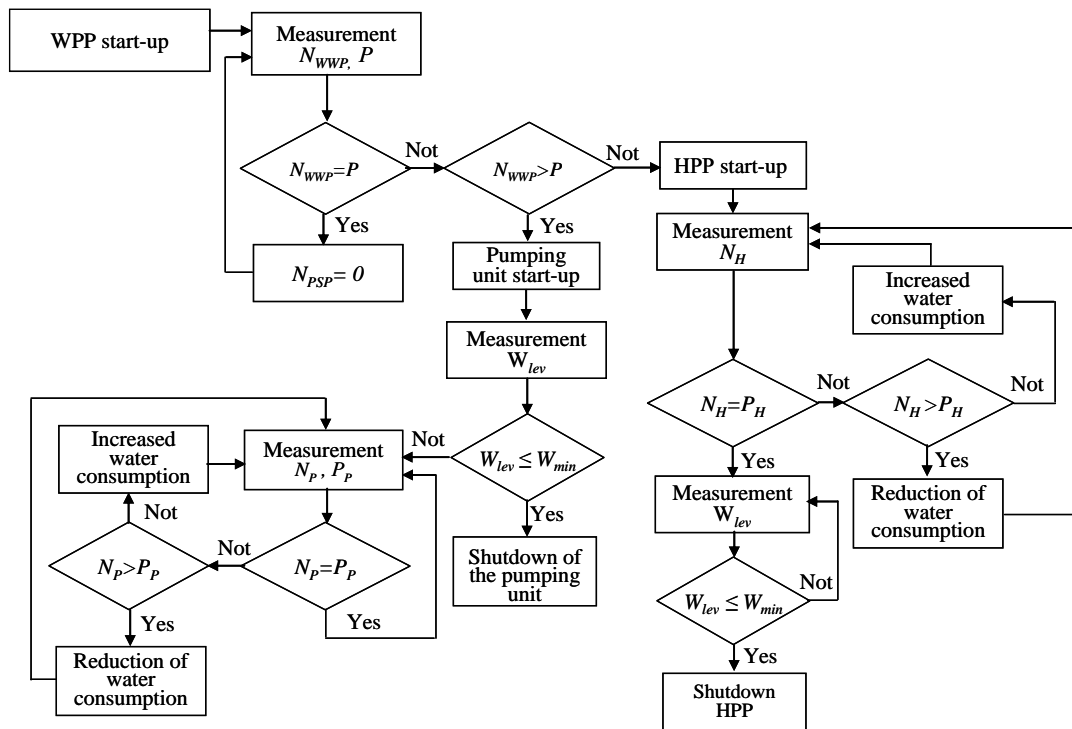 WPP start-up
Measurement
N_WWP, P
N_WWP=P
Not
N_WWP>P
Not
HPP start-up
Yes
Yes
N_PSP= 0
Pumping
unit start-up
Measurement
N_H
Increased
water
consumption
Measurement
W_lev
N_H=P_H
Not
N_H>P_H
Not
Yes
Yes
Increased
water
consumption
Measurement
N_P, P_P
Not
W_lev ≤ W_min
Yes
Measurement
W_lev
Reduction of
water
consumption
Not
N_P>P_P
Not
N_P=P_P
Yes
Yes
Shutdown of
the pumping
unit
W_lev ≤ W_min
Not
Yes
Reduction of
water
consumption
Shutdown
HPP